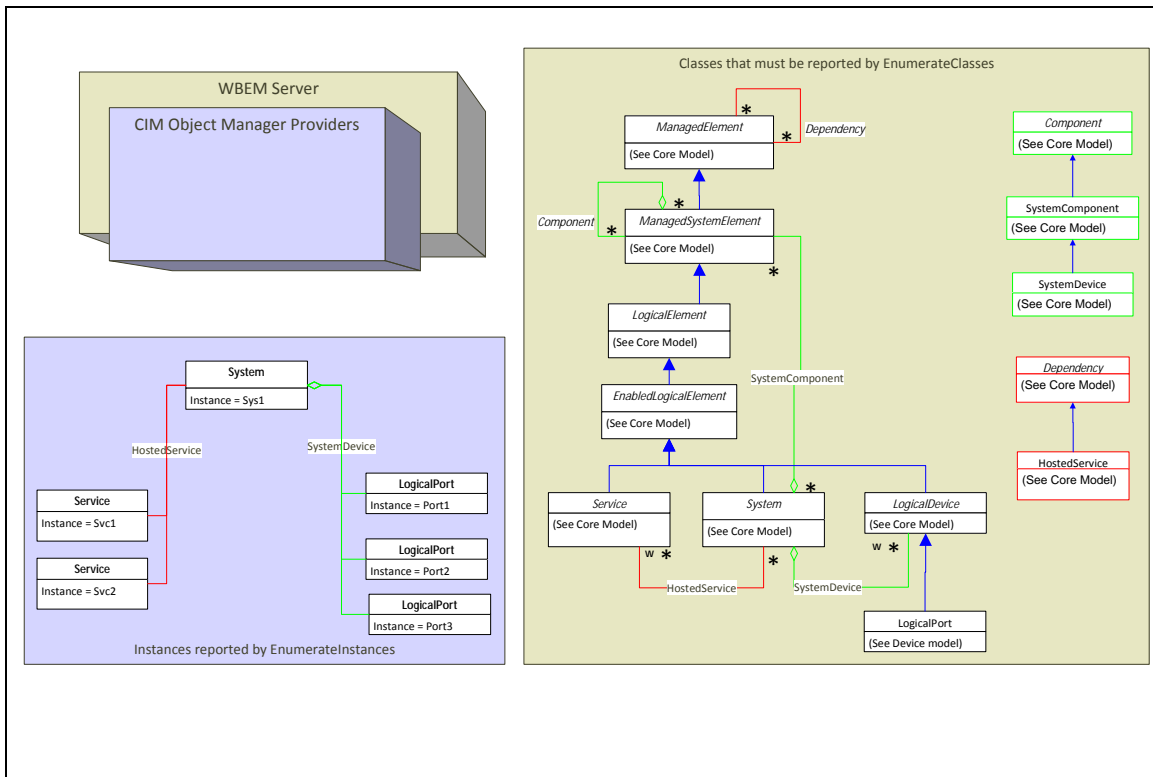 WBEM Server
CIM Object Manager Providers
System
Instance = Sys1
HostedService
SystemDevice
Service
Instance = Svc1
Service
Instance = Svc2
LogicalPort
Instance = Port1
LogicalPort
Instance = Port2
LogicalPort
Instance = Port3
Instances reported by EnumerateInstances
Classes that must be reported by EnumerateClasses
ManagedElement
(See Core Model)
*
*
Dependency
Component
*
*
ManagedSystemElement
(See Core Model)
*
LogicalElement
(See Core Model)
SystemComponent
EnabledLogicalElement
(See Core Model)
Service
(See Core Model)
w *
*
System
(See Core Model)
*
LogicalDevice
(See Core Model)
w *
HostedService
SystemDevice
LogicalPort
(See Device model)
Component
(See Core Model)
SystemComponent
(See Core Model)
SystemDevice
(See Core Model)
Dependency
(See Core Model)
HostedService
(See Core Model)